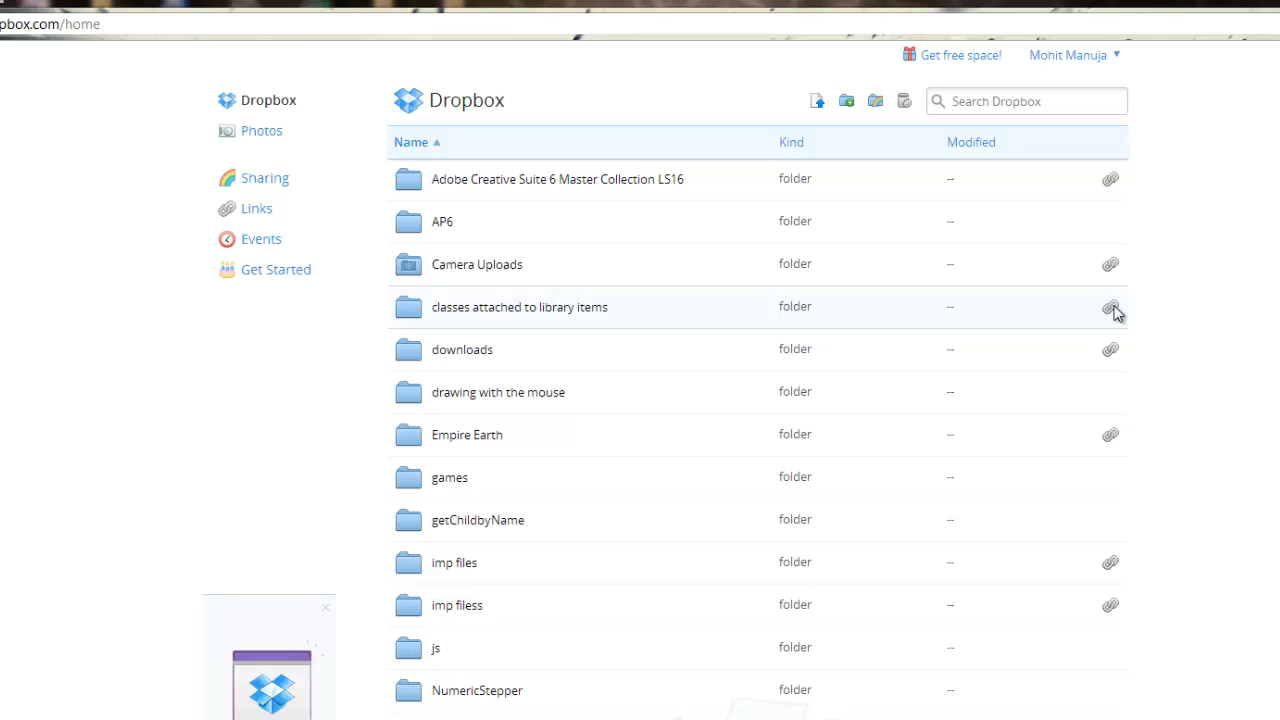 pbox.com/home
Get free space! Mohit Manuja
Dropbox
Photos
Sharing
Links
Events
Get Started
Dropbox
Search Dropbox
Name Kind Modified
Adobe Creative Suite 6 Master Collection LS16 folder --
AP6 folder --
Camera Uploads folder --
classes attached to library items folder --
downloads folder --
drawing with the mouse folder --
Empire Earth folder --
games folder --
getChildbyName folder --
imp files folder --
imp filess folder --
js folder --
NumericStepper folder --